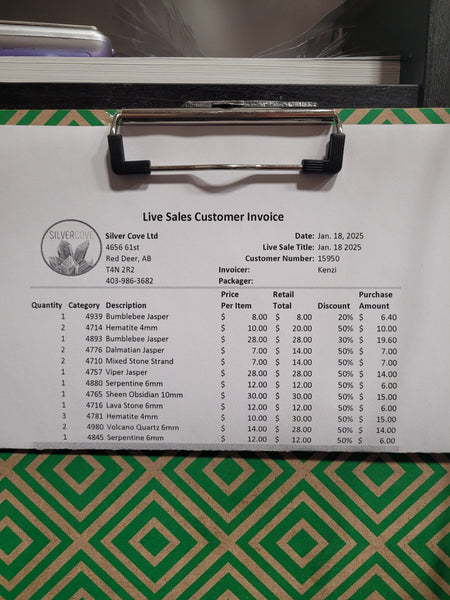 Live Sales Customer Invoice
SILVERCOVE
Silver Cove Ltd Date: Jan. 18, 2025
4656 61st Live Sale Title: Jan. 18 2025
Red Deer, AB Customer Number: 15950
T4N 2R2 Invoicer: Kenzi
403-986-3682 Packager:
Price Retail Purchase
Quantity Category Description Per Item Total Discount Amount
1 4939 Bumblebee Jasper $ 8.00 $ 8.00 20% $ 6.40
2 4714 Hematite 4mm $ 10.00 $ 20.00 50% $ 10.00
1 4893 Bumblebee Jasper $ 28.00 $ 28.00 30% $ 19.60
2 4776 Dalmatian Jasper $ 7.00 $ 14.00 50% $ 7.00
2 4710 Mixed Stone Strand $ 7.00 $ 14.00 50% $ 7.00
1 4757 Viper Jasper $ 28.00 $ 28.00 50% $ 14.00
1 4880 Serpentine 6mm $ 12.00 $ 12.00 50% $ 6.00
1 4765 Sheen Obsidian 10mm $ 30.00 $ 30.00 50% $ 15.00
1 4716 Lava Stone 6mm $ 12.00 $ 12.00 50% $ 6.00
3 4781 Hematite 4mm $ 10.00 $ 30.00 50% $ 15.00
2 4980 Volcano Quartz 6mm $ 14.00 $ 28.00 50% $ 14.00
1 4845 Serpentine 6mm $ 12.00 $ 12.00 50% $ 6.00